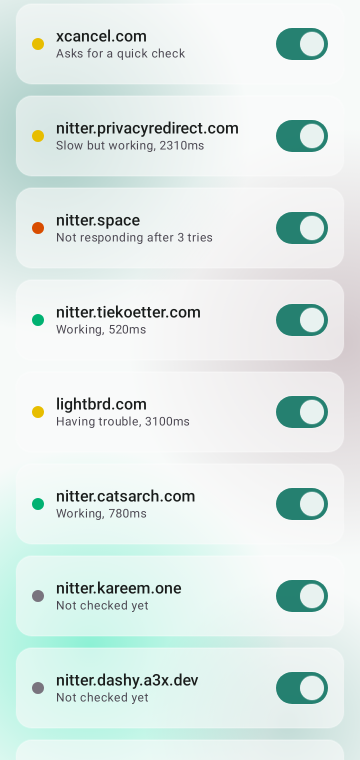 xcancel.com
Asks for a quick check
nitter.privacyredirect.com
Slow but working, 2310ms
nitter.space
Not responding after 3 tries
nitter.tiekoetter.com
Working, 520ms
lightbrd.com
Having trouble, 3100ms
nitter.catsarch.com
Working, 780ms
nitter.kareem.one
Not checked yet
nitter.dashy.a3x.dev
Not checked yet